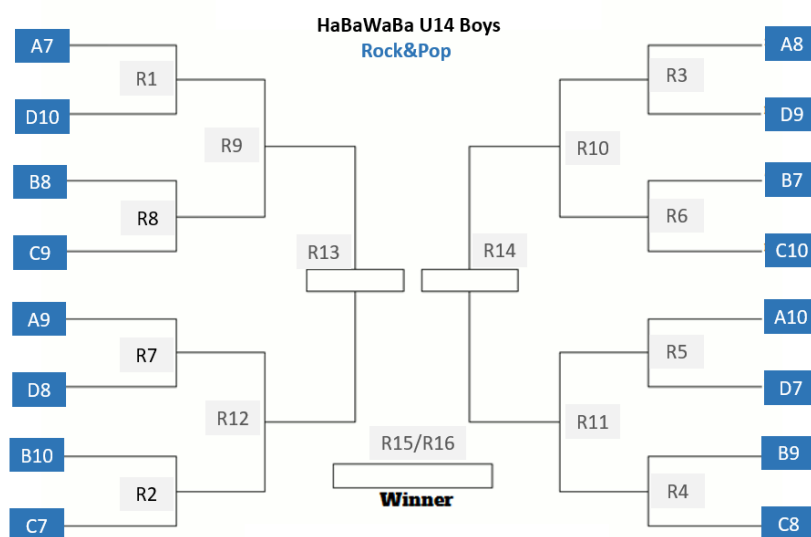 HaBaWaBa U14 Boys
Rock&Pop
A7
R1
D10
R9
B8
R8
C9
R13
A9
R7
D8
R12
B10
R2
C7
A8
R3
D9
R10
B7
R6
C10
R14
A10
R5
D7
R11
B9
R4
C8
R15/R16
Winner